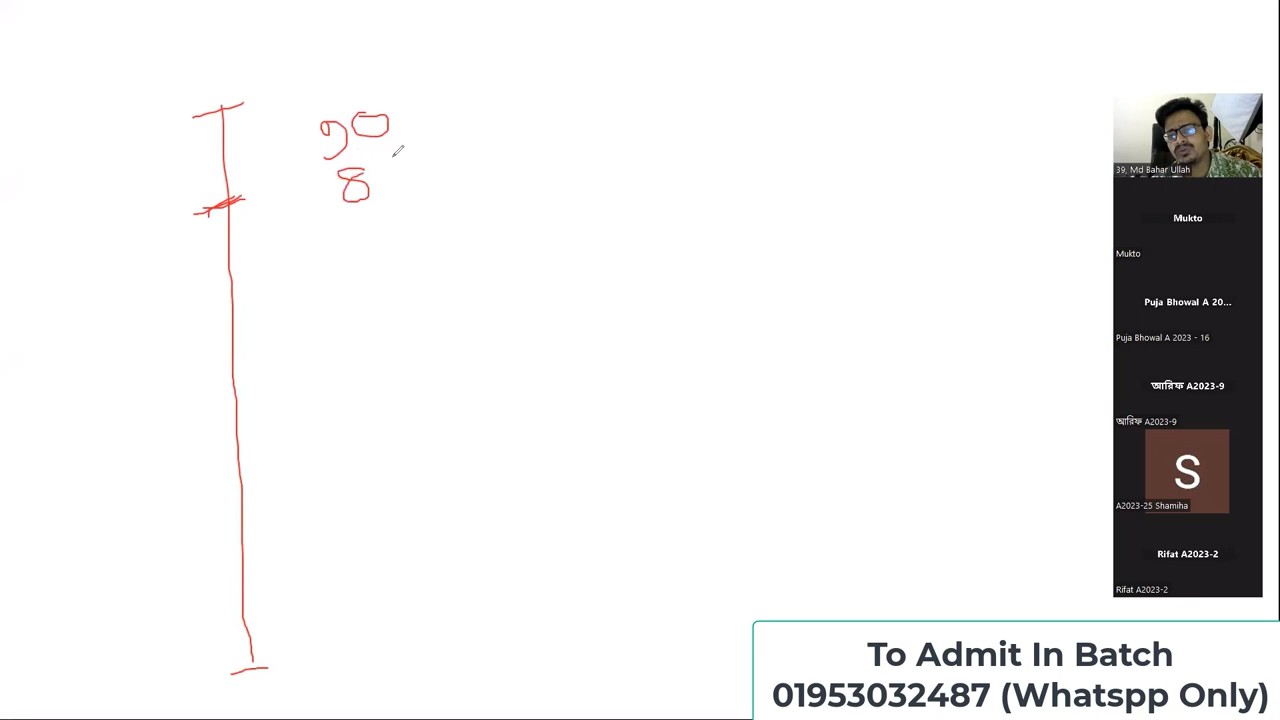 ১০
৪
39, Md Bahar Ullah
Mukto
Mukto
Puja Bhowal A 20...
Puja Bhowal A 2023 - 16
আরিফ A2023-9
আরিফ A2023-9
S
A2023-25 Shamiha
Rifat A2023-2
Rifat A2023-2
To Admit In Batch
01953032487 (Whatspp Only)